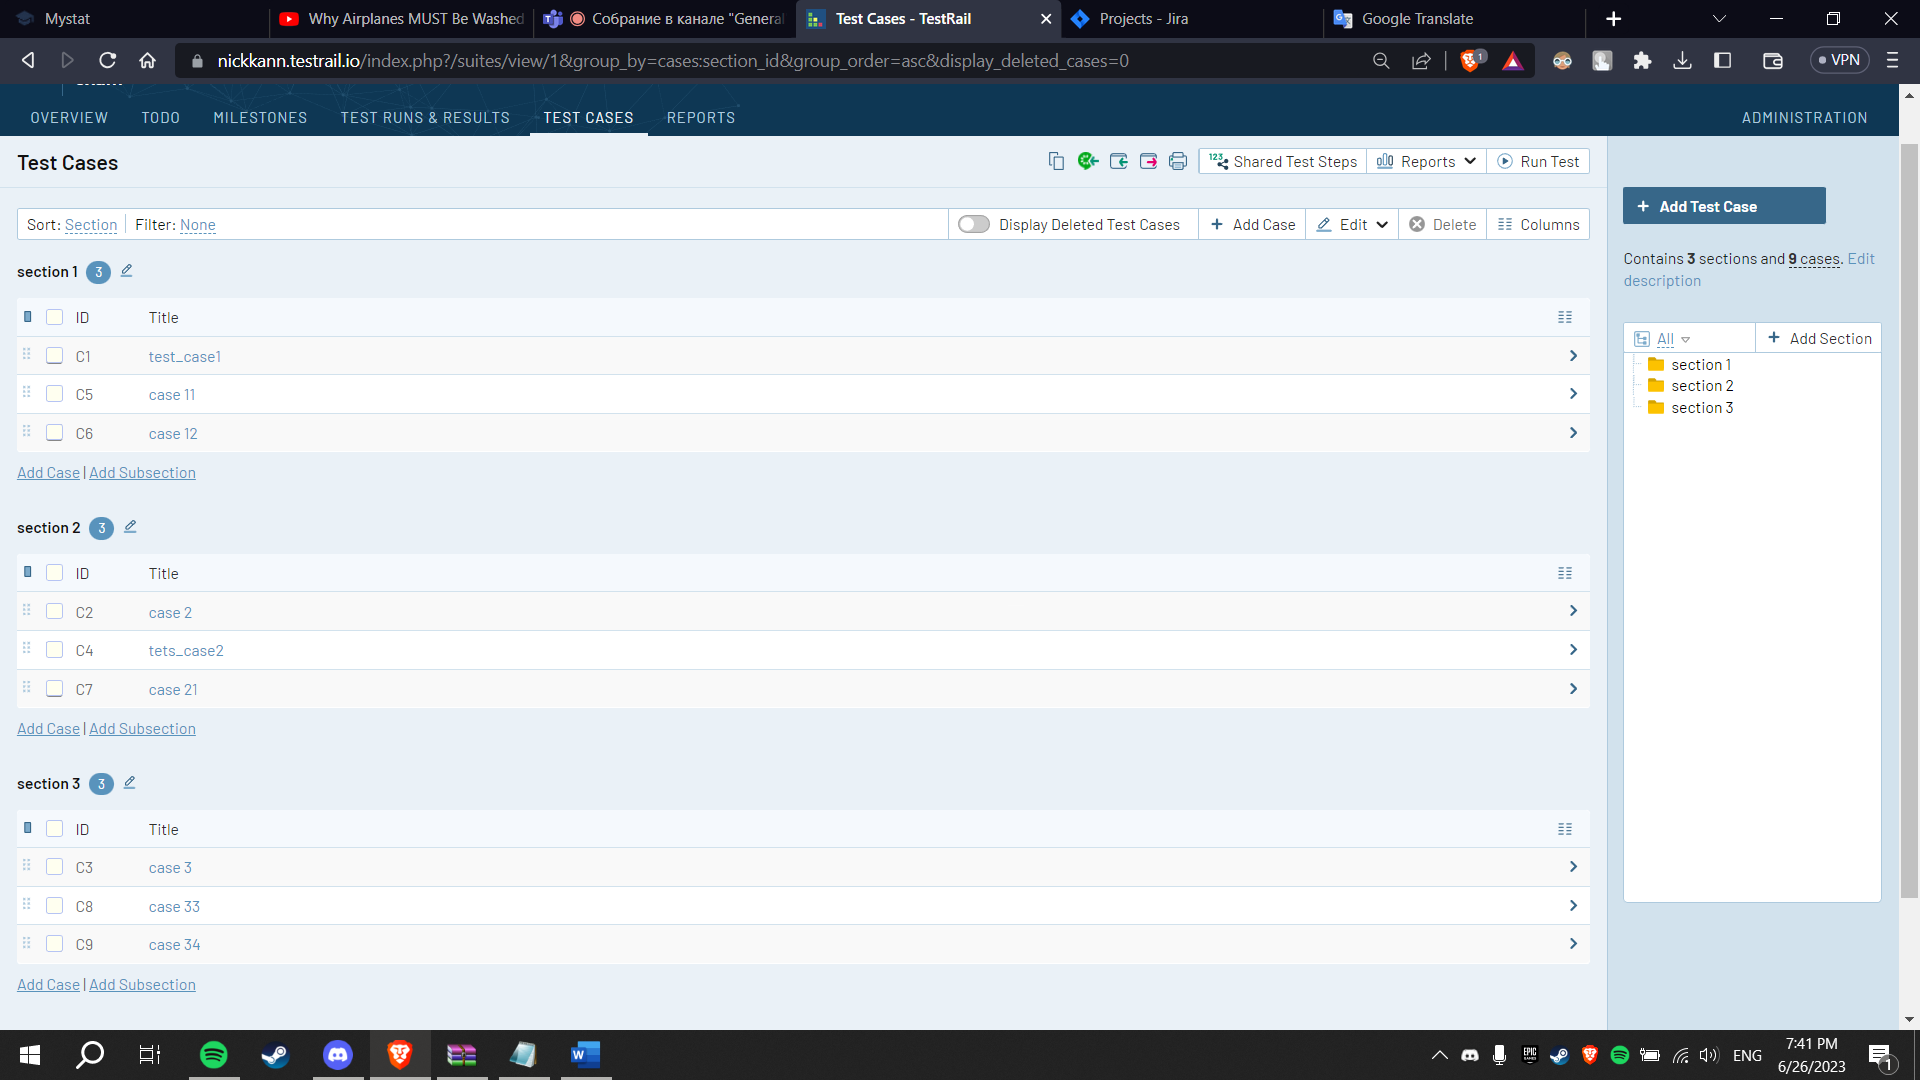 Mystat
Why Airplanes MUST Be Washed
Собрание в канале "General
Test Cases - TestRail
Projects - Jira
Google Translate
nickkann.testrail.io/index.php?/suites/view/1&group_by=cases:section_id&group_order=asc&display_deleted_cases=0
1
VPN
OVERVIEW TODO MILESTONES TEST RUNS & RESULTS TEST CASES REPORTS ADMINISTRATION
Test Cases
123 Shared Test Steps Reports Run Test
+ Add Test Case
Sort: Section Filter: None
Display Deleted Test Cases + Add Case Edit Delete Columns
Contains 3 sections and 9 cases. Edit
description
All + Add Section
section 1
section 2
section 3
section 1 3
ID Title
C1 test_case1
C5 case 11
C6 case 12
Add Case | Add Subsection
section 2 3
ID Title
C2 case 2
C4 tets_case2
C7 case 21
Add Case | Add Subsection
section 3 3
ID Title
C3 case 3
C8 case 33
C9 case 34
Add Case | Add Subsection
W
EPIC
GAMES
ENG
7:41 PM
6/26/2023
1